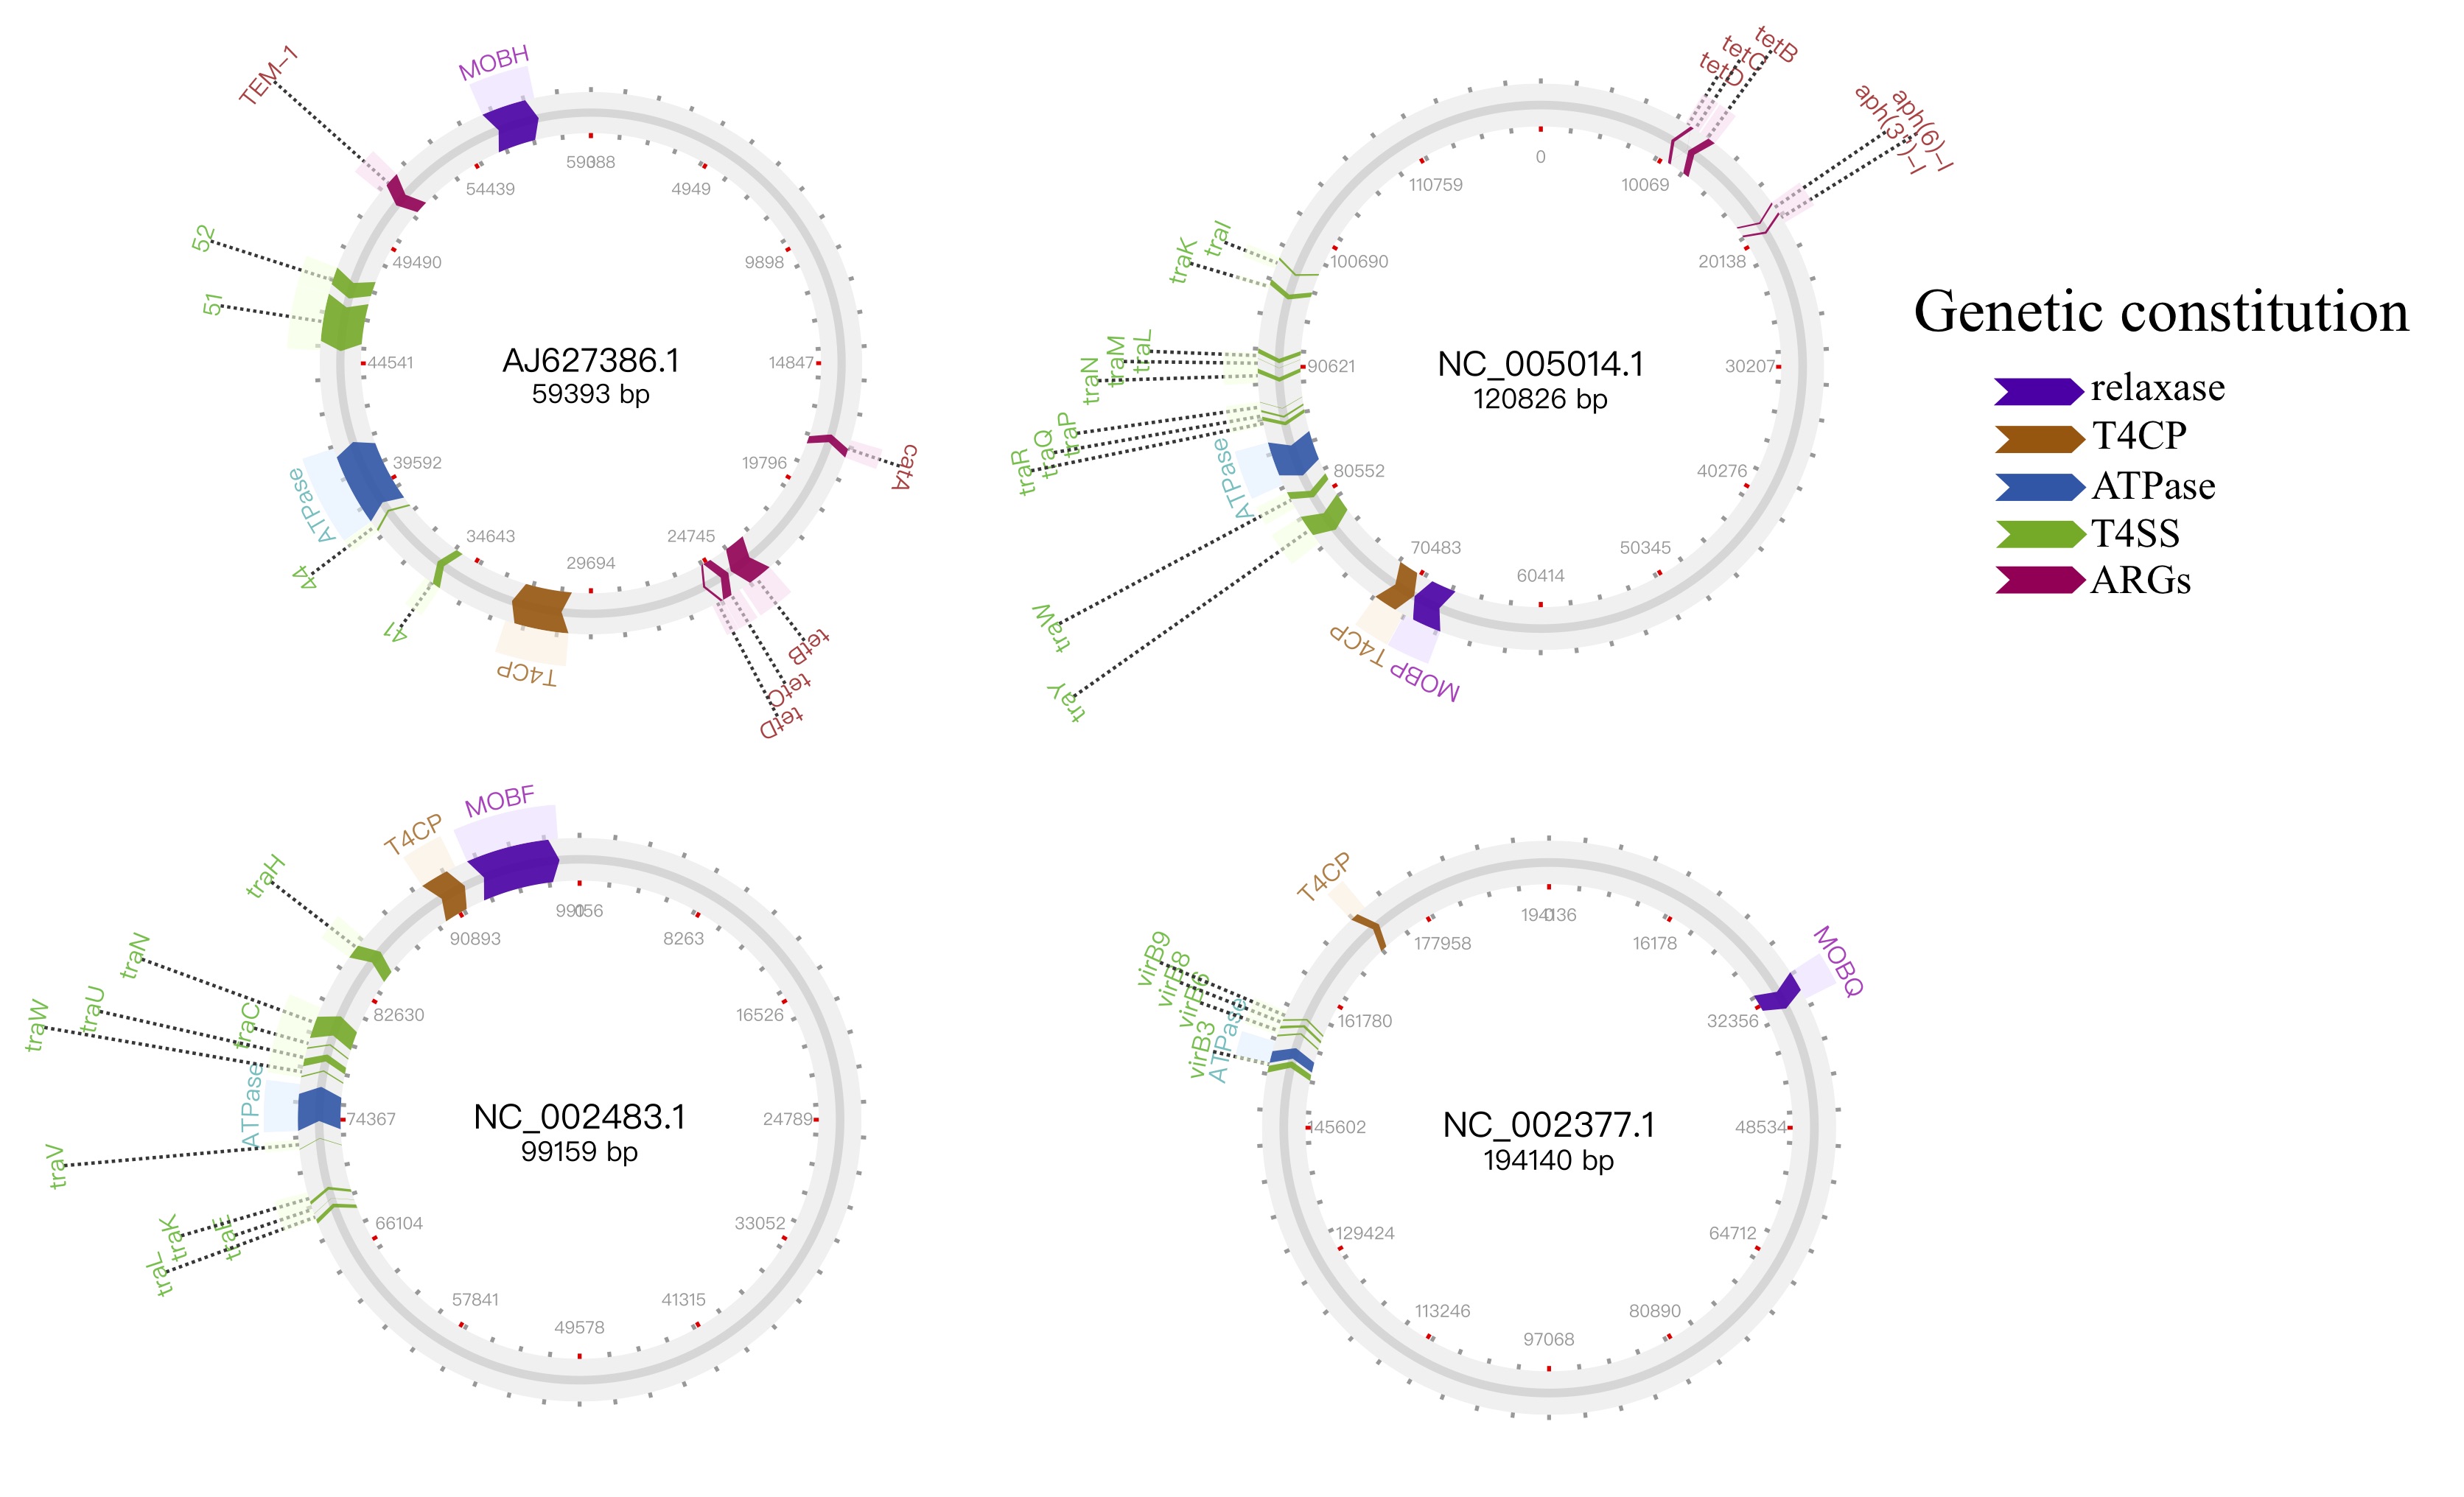 MOBH
TEM-1
52
51
ATPase
44
41
T4CP
tetD
tetC
tetB
catA
59388
0
4949
9898
14847
19796
24745
29694
34643
39592
44541
49490
54439
AJ627386.1
59393 bp
tetD
tetC
tetB
aph(3')-I
aph(6)-I
traI
traK
traL
traM
traN
traP
traQ
traR
ATPase
traW
traY
T4CP
MOBP
0
10069
20138
30207
40276
50345
60414
70483
80552
90621
100690
110759
NC_005014.1
120826 bp
Genetic constitution
relaxase
T4CP
ATPase
T4SS
ARGs
MOBF
T4CP
traH
traN
traU
traW
traC
ATPase
traV
traK
traE
traL
99156
0
8263
16526
24789
33052
41315
49578
57841
66104
74367
82630
90893
NC_002483.1
99159 bp
T4CP
MOBQ
virB9
virB8
virB6
ATPase
virB3
194136
0
16178
32356
48534
64712
80890
97068
113246
129424
145602
161780
177958
NC_002377.1
194140 bp